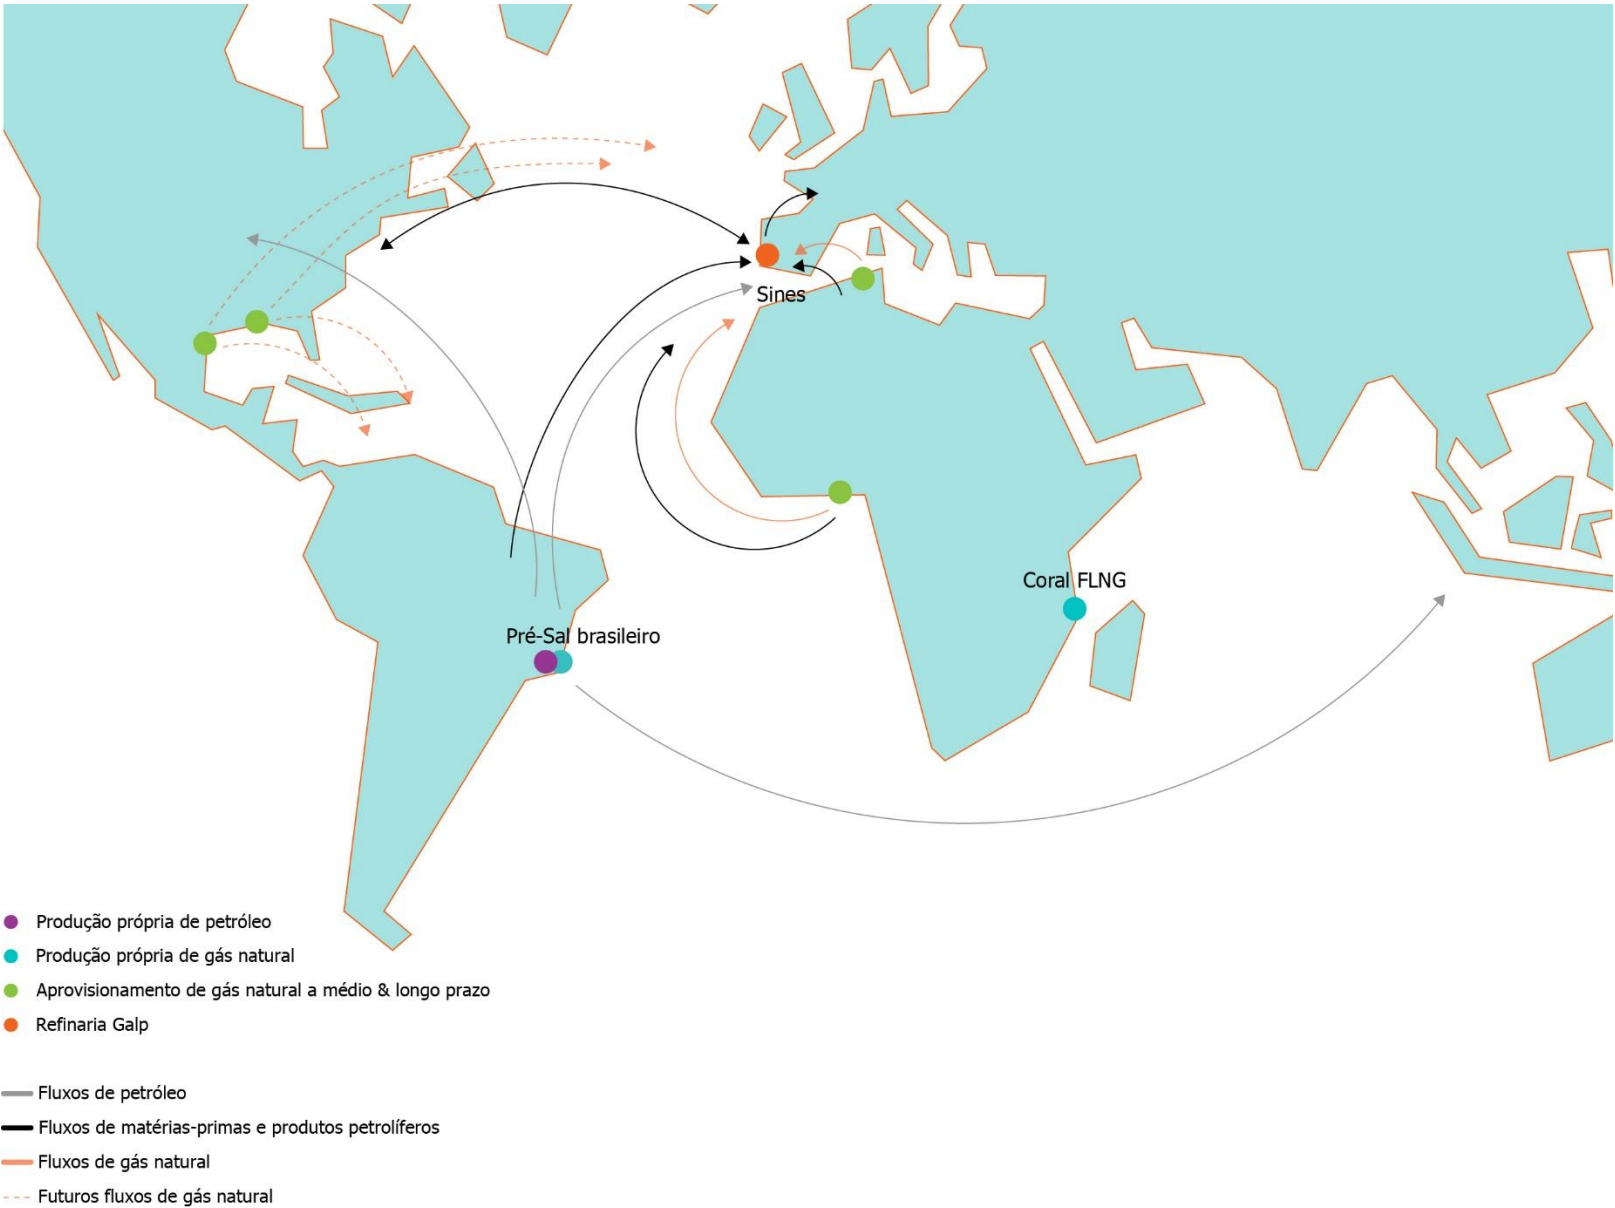 Sines
Coral FLNG
Pré-Sal brasileiro
Produção própria de petróleo
Produção própria de gás natural
Aprovisionamento de gás natural a médio & longo prazo
Refinaria Galp
Fluxos de petróleo
Fluxos de matérias-primas e produtos petrolíferos
Fluxos de gás natural
Futuros fluxos de gás natural